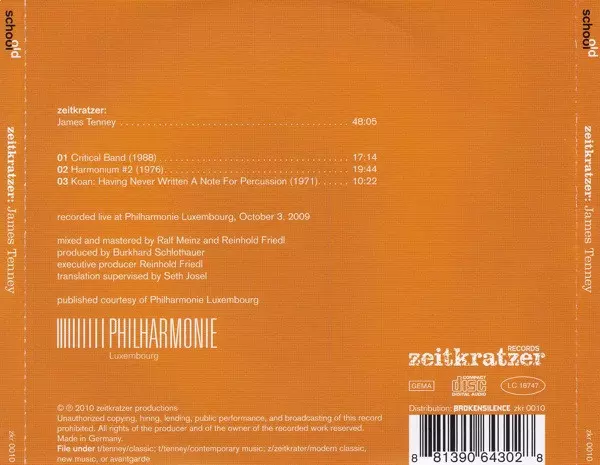 old
school
zeitkratzer: James Tenney
zkr 0010
zeitkratzer:
James Tenney . . . . . . . . . . . . . . . . . . . . . . . . . . . . . . . . . . . . . . . . 48:05
01 Critical Band (1988) . . . . . . . . . . . . . . . . . . . . . . . . . . . . . . . . . 17:14
02 Harmonium #2 (1976) . . . . . . . . . . . . . . . . . . . . . . . . . . . . . . . 19:44
03 Koan: Having Never Written A Note For Percussion (1971). . . . . . 10:22
recorded live at Philharmonie Luxembourg, October 3. 2009
mixed and mastered by Ralf Meinz and Reinhold Friedl
produced by Burkhard Schlothauer
executive producer Reinhold Friedl
translation supervised by Seth Josel
published courtesy of Philharmonie Luxembourg
PHILHARMONIE
Luxembourg
RECORDS
zeitkratzer
GEMA
COMPACT
disc
DIGITAL AUDIO
LC 18747
Distribution: BROKENSILENCE zkr 0010
© ℗ 2010 zeitkratzer productions
Unauthorized copying, hiring, lending, public performance, and broadcasting of this record
prohibited. All rights of the producer and of the owner of the recorded work reserved.
Made in Germany.
File under t/tenney/classic; t/tenney/contemporary music; z/zeitkratzer/modern classic,
new music, or avantgarde
8 81390 64302 8
old
school
zeitkratzer: James Tenney
zkr 0010